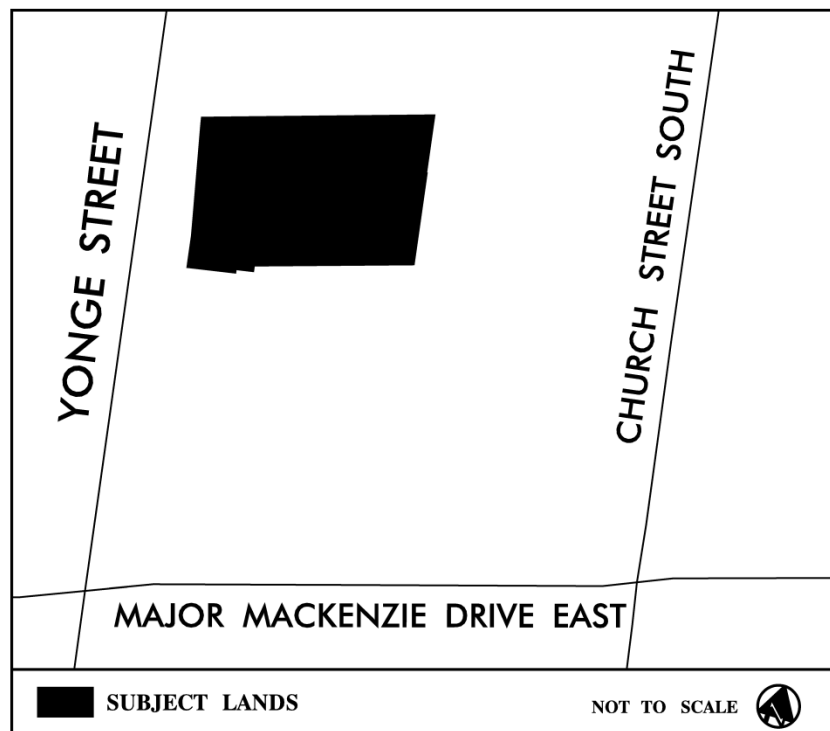 YONGE STREET
CHURCH STREET SOUTH
MAJOR MACKENZIE DRIVE EAST
SUBJECT LANDS
NOT TO SCALE